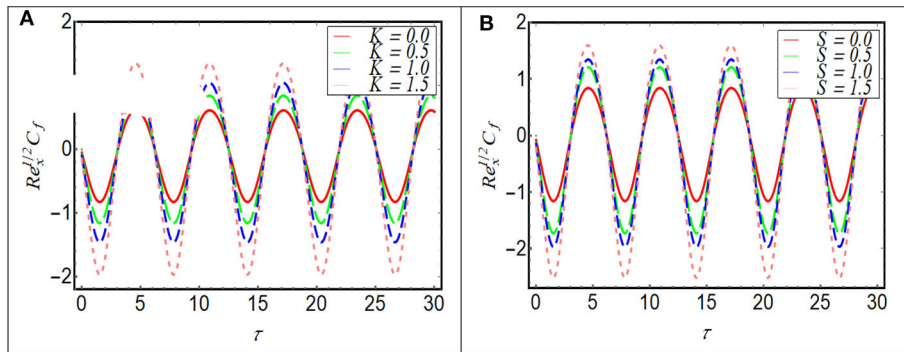 A
2
1
0
−1
−2
Re_x^{1/2} C_f
K = 0.0
K = 0.5
K = 1.0
K = 1.5
0 5 10 15 20 25 30
τ
B
2
1
0
−1
−2
Re_x^{1/2} C_f
S = 0.0
S = 0.5
S = 1.0
S = 1.5
0 5 10 15 20 25 30
τ